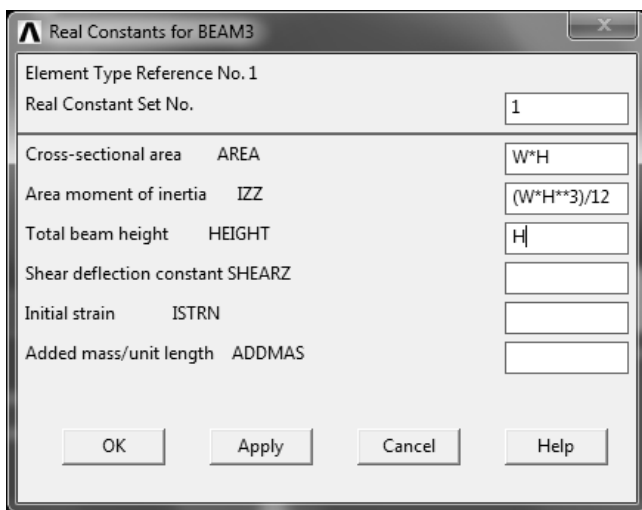 Real Constants for BEAM3
Element Type Reference No. 1
Real Constant Set No. 1
Cross-sectional area AREA W*H
Area moment of inertia IZZ (W*H**3)/12
Total beam height HEIGHT H
Shear deflection constant SHEARZ
Initial strain ISTRN
Added mass/unit length ADDMAS
OK Apply Cancel Help